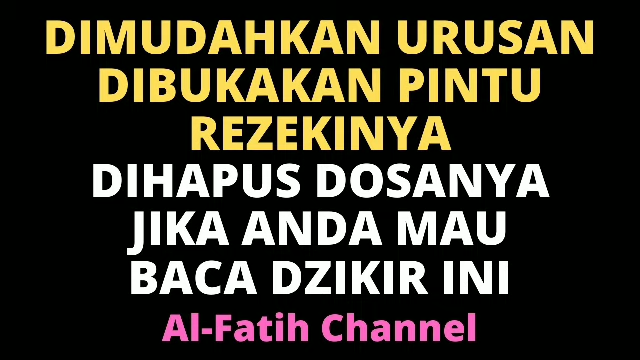 DIMUDAHKAN URUSAN
DIBUKAKAN PINTU
REZEKINYA
DIHAPUS DOSANYA
JIKA ANDA MAU
BACA DZIKIR INI
Al-Fatih Channel